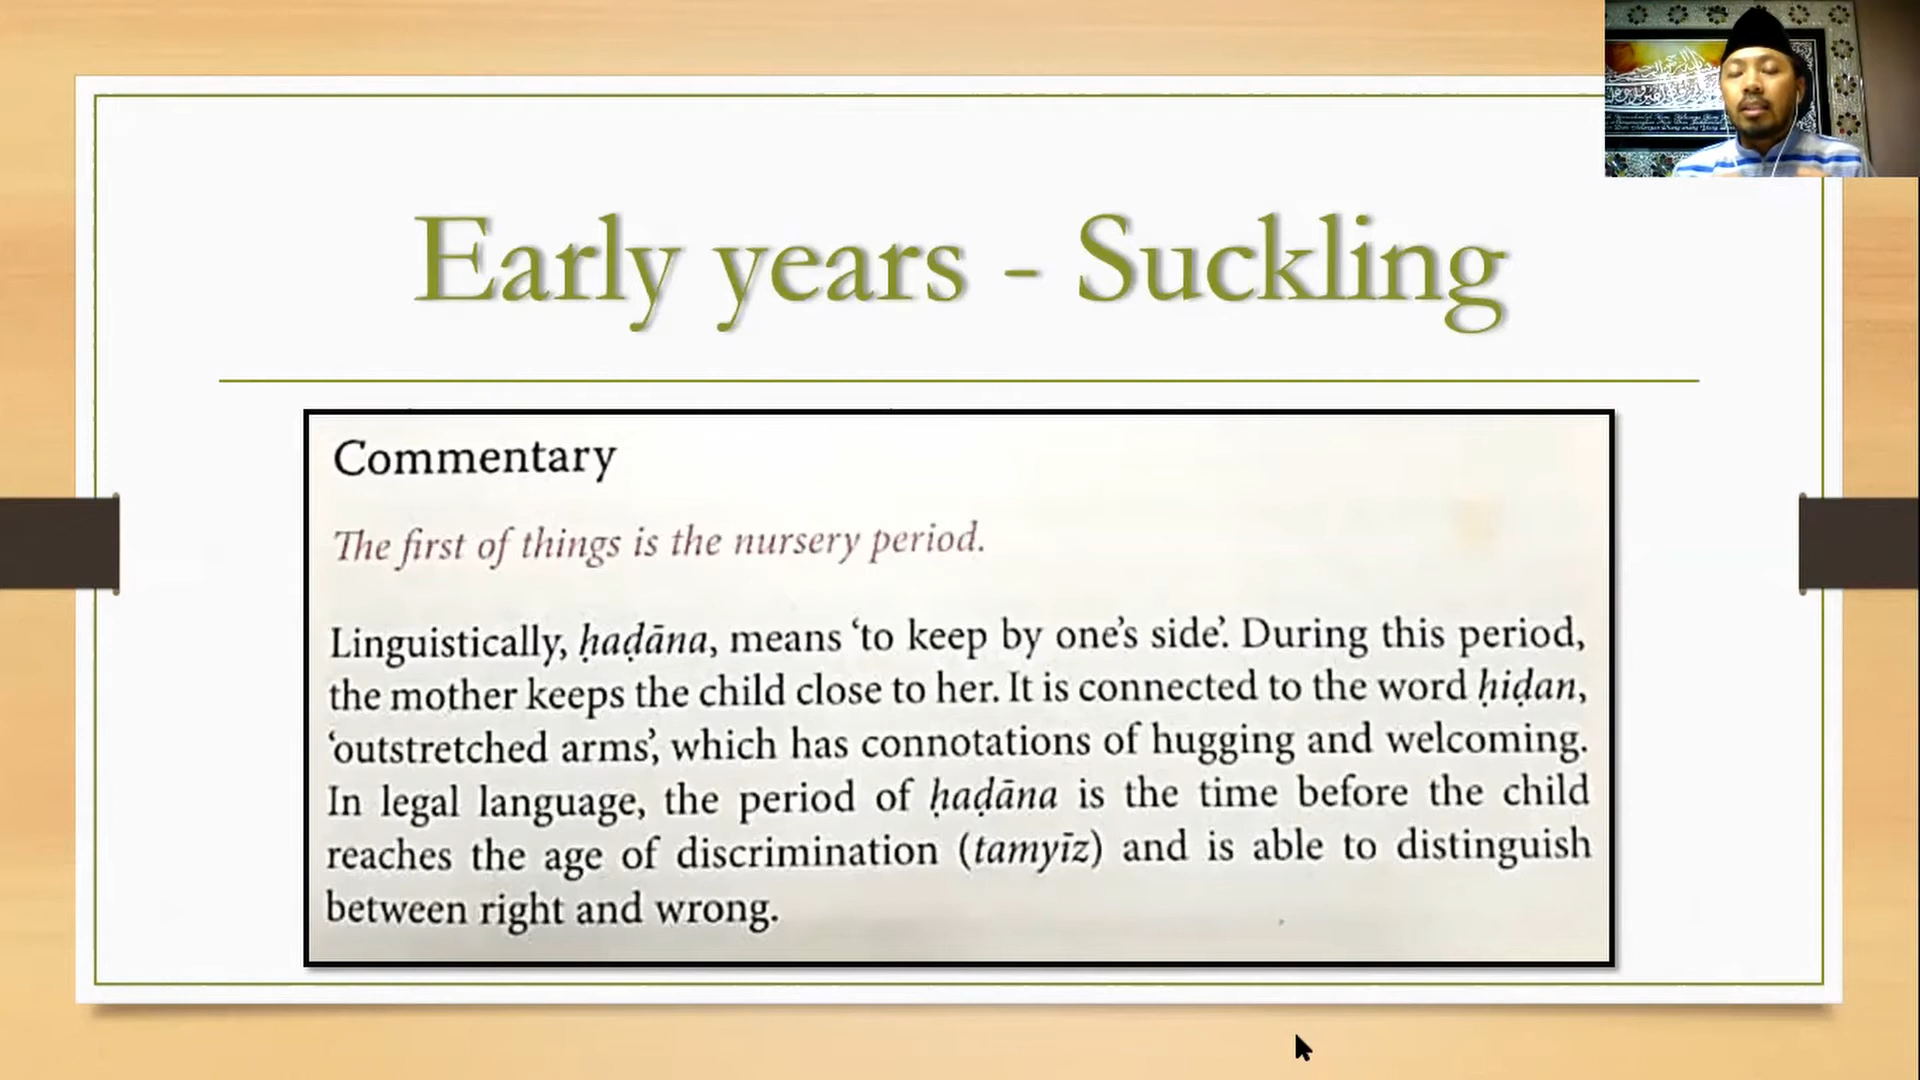 Early years - Suckling
Commentary
The first of things is the nursery period.
Linguistically, ḥaḍāna, means ‘to keep by one’s side’. During this period,
the mother keeps the child close to her. It is connected to the word ḥiḍan,
‘outstretched arms’, which has connotations of hugging and welcoming.
In legal language, the period of ḥaḍāna is the time before the child
reaches the age of discrimination (tamyīz) and is able to distinguish
between right and wrong.